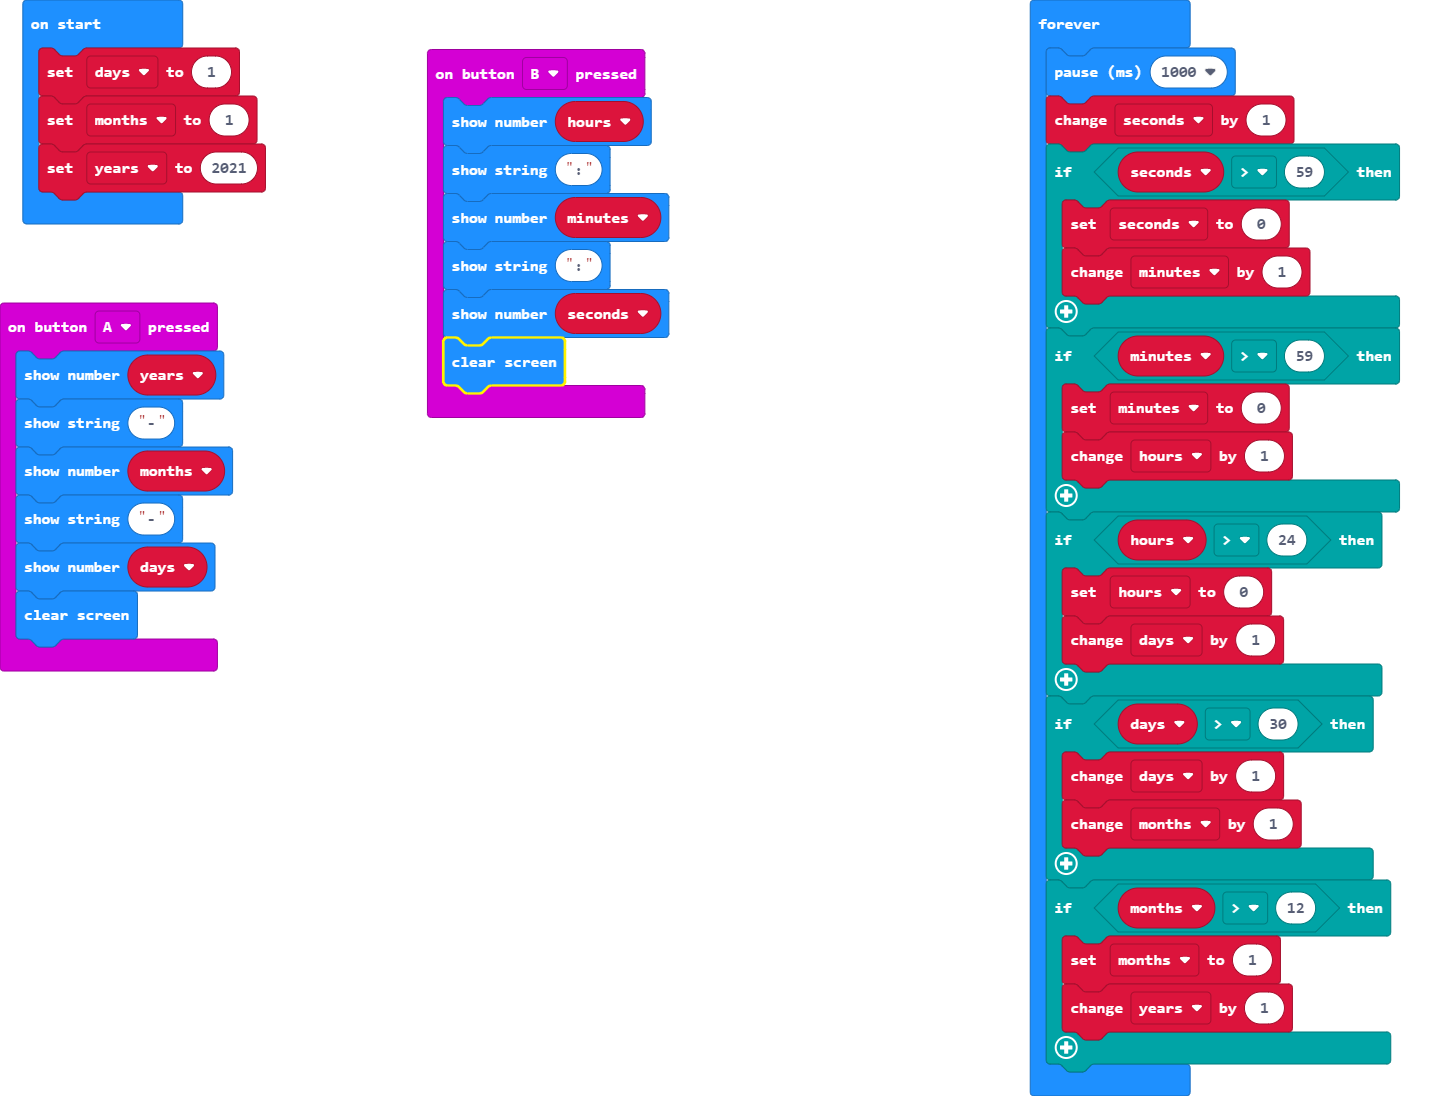 on start
set days to 1
set months to 1
set years to 2021
on button A pressed
show number years
show string "-"
show number months
show string "-"
show number days
clear screen
on button B pressed
show number hours
show string ":"
show number minutes
show string ":"
show number seconds
clear screen
forever
pause (ms) 1000
change seconds by 1
if seconds > 59 then
set seconds to 0
change minutes by 1
if minutes > 59 then
set minutes to 0
change hours by 1
if hours > 24 then
set hours to 0
change days by 1
if days > 30 then
change days by 1
change months by 1
if months > 12 then
set months to 1
change years by 1